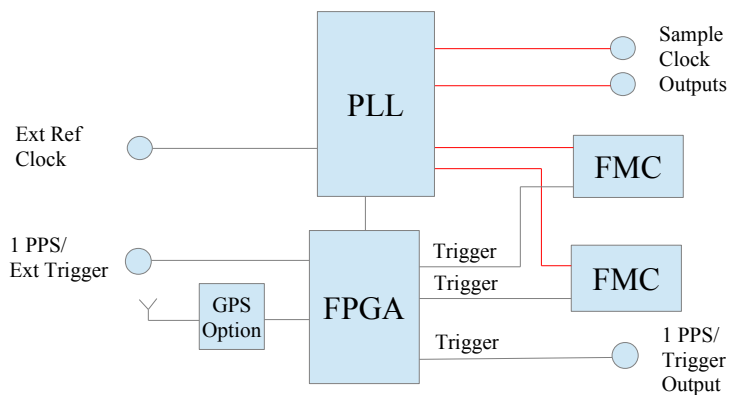 Sample
Clock
Outputs
PLL
Ext Ref
Clock
FMC
1 PPS/
Ext Trigger
Trigger
FMC
GPS
Option
FPGA
Trigger
Trigger
1 PPS/
Trigger
Output